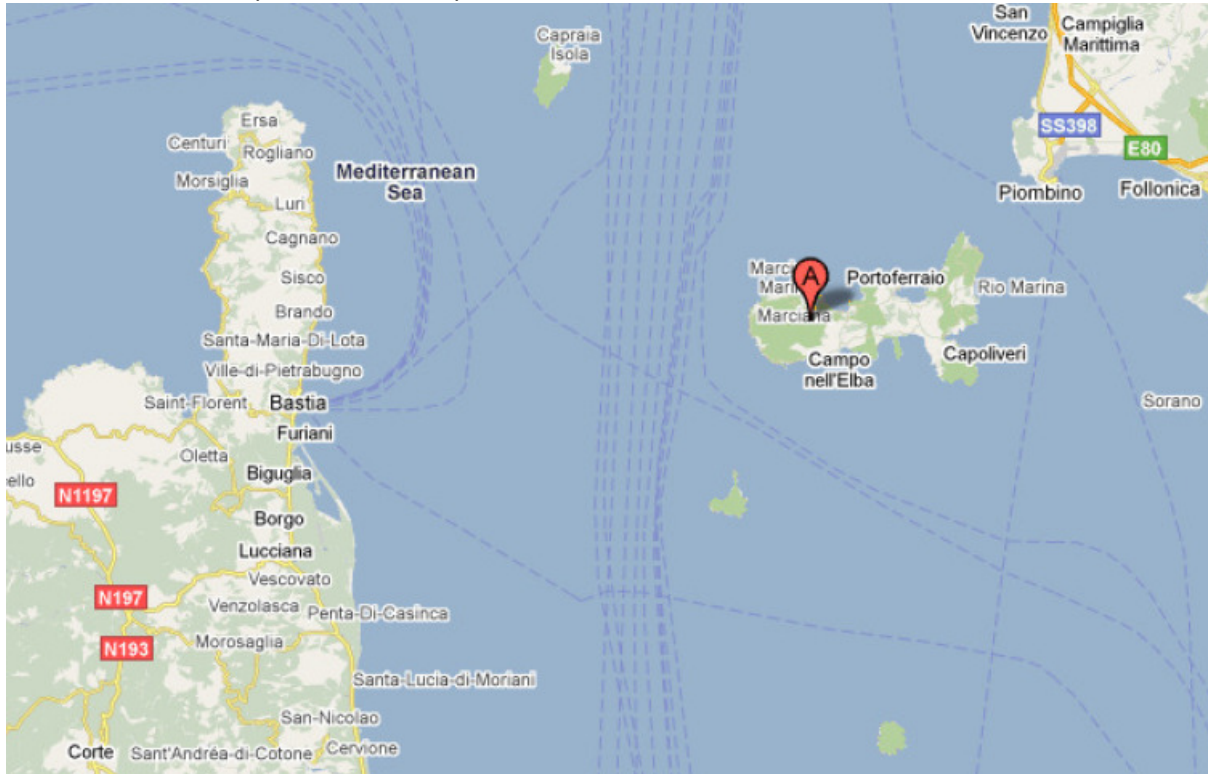 Capraia
Isola
San
Vincenzo
Campiglia
Marittima
Ersa
Centuri
Rogliano
SS398
E80
Mediterranean
Sea
Morsiglia
Luri
Piombino
Follonica
Cagnano
Sisco
A
Portoferraio
Rio Marina
Brando
Marciana
Santa-Maria-Di-Lota
Campo
nell'Elba
Capoliveri
Ville-di-Pietrabugno
Saint-Florent
Bastia
Sorano
Furiani
Oletta
Biguglia
N1197
Borgo
Lucciana
Vescovato
N197
Venzolasca
Penta-Di-Casinca
N193
Morosaglia
Santa-Lucia-di-Moriani
San-Nicolao
Corte
Sant'Andréa-di-Cotone
Cervione